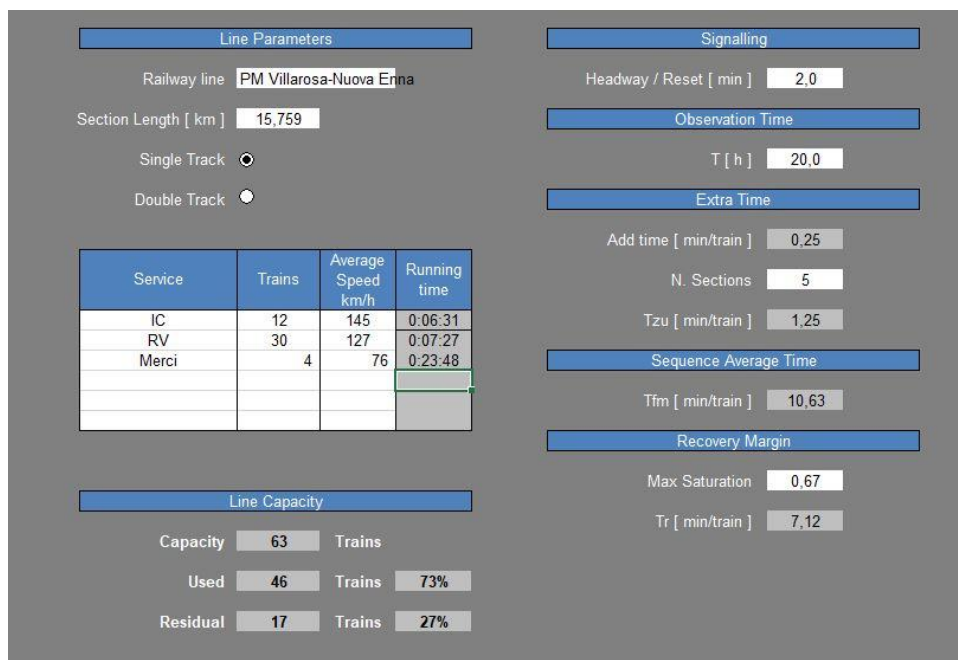 Line Parameters
Railway line PM Villarosa-Nuova Enna
Section Length [ km ] 15,759
Single Track
Double Track
Service Trains Average Speed km/h Running time
IC 12 145 0:06:31
RV 30 127 0:07:27
Merci 4 76 0:23:48
Line Capacity
Capacity 63 Trains
Used 46 Trains 73%
Residual 17 Trains 27%
Signalling
Headway / Reset [ min ] 2,0
Observation Time
T [ h ] 20,0
Extra Time
Add time [ min/train ] 0,25
N. Sections 5
Tzu [ min/train ] 1,25
Sequence Average Time
Tfm [ min/train ] 10,63
Recovery Margin
Max Saturation 0,67
Tr [ min/train ] 7,12